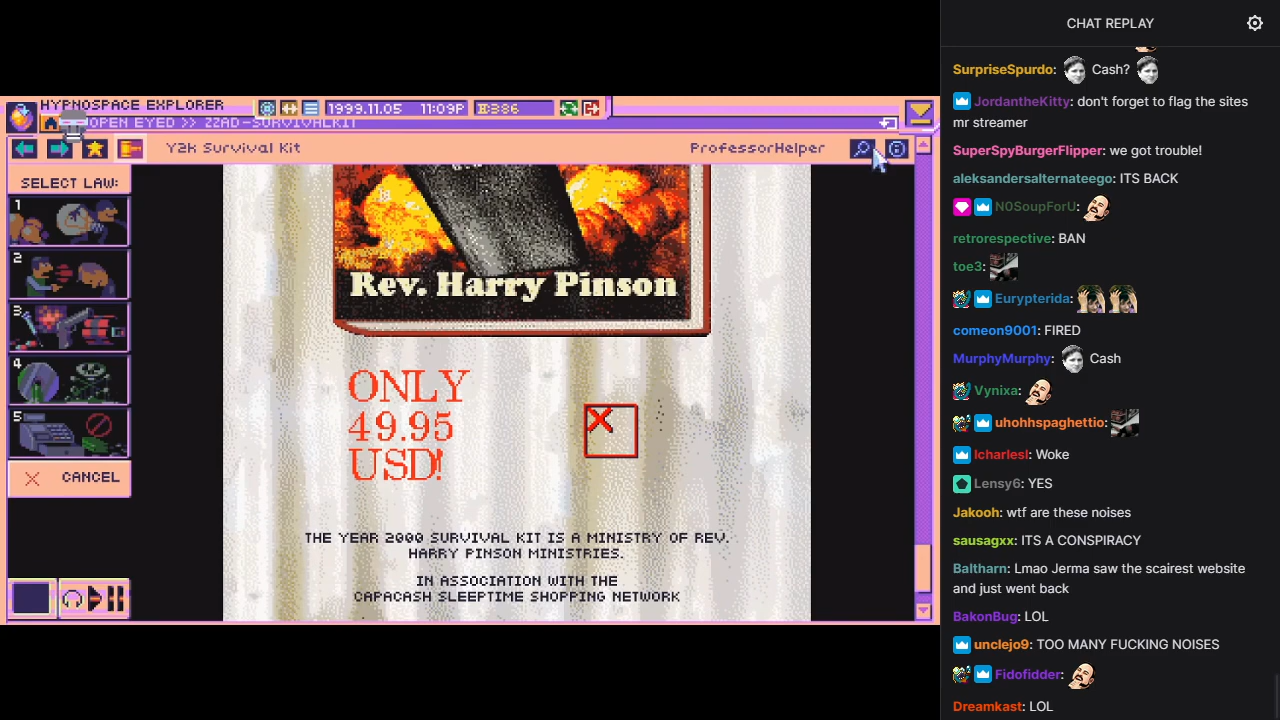 HYPNOSPACE EXPLORER
1999.11.05 11:09P
386
OPEN EYED >> ZZAD-SURVIVALKIT
Y2K Survival Kit
ProfessorHelper
SELECT LAW:
1
2
3
4
5
CANCEL
Rev. Harry Pinson
ONLY
49.95
USD!
THE YEAR 2000 SURVIVAL KIT IS A MINISTRY OF REV.
HARRY PINSON MINISTRIES.
IN ASSOCIATION WITH THE
CAPACASH SLEEPTIME SHOPPING NETWORK
CHAT REPLAY
SurpriseSpurdo: Cash?
JordantheKitty: don't forget to flag the sites
mr streamer
SuperSpyBurgerFlipper: we got trouble!
aleksandersalternateego: ITS BACK
N0SoupForU:
retrorespective: BAN
toe3:
Eurypterida:
comeon9001: FIRED
MurphyMurphy: Cash
Vynixa:
uhohhspaghettio:
lcharlesl: Woke
Lensy6: YES
Jakooh: wtf are these noises
sausagxx: ITS A CONSPIRACY
Baltharn: Lmao Jerma saw the scairest website
and just went back
BakonBug: LOL
unclejo9: TOO MANY FUCKING NOISES
Fidofidder:
Dreamkast: LOL